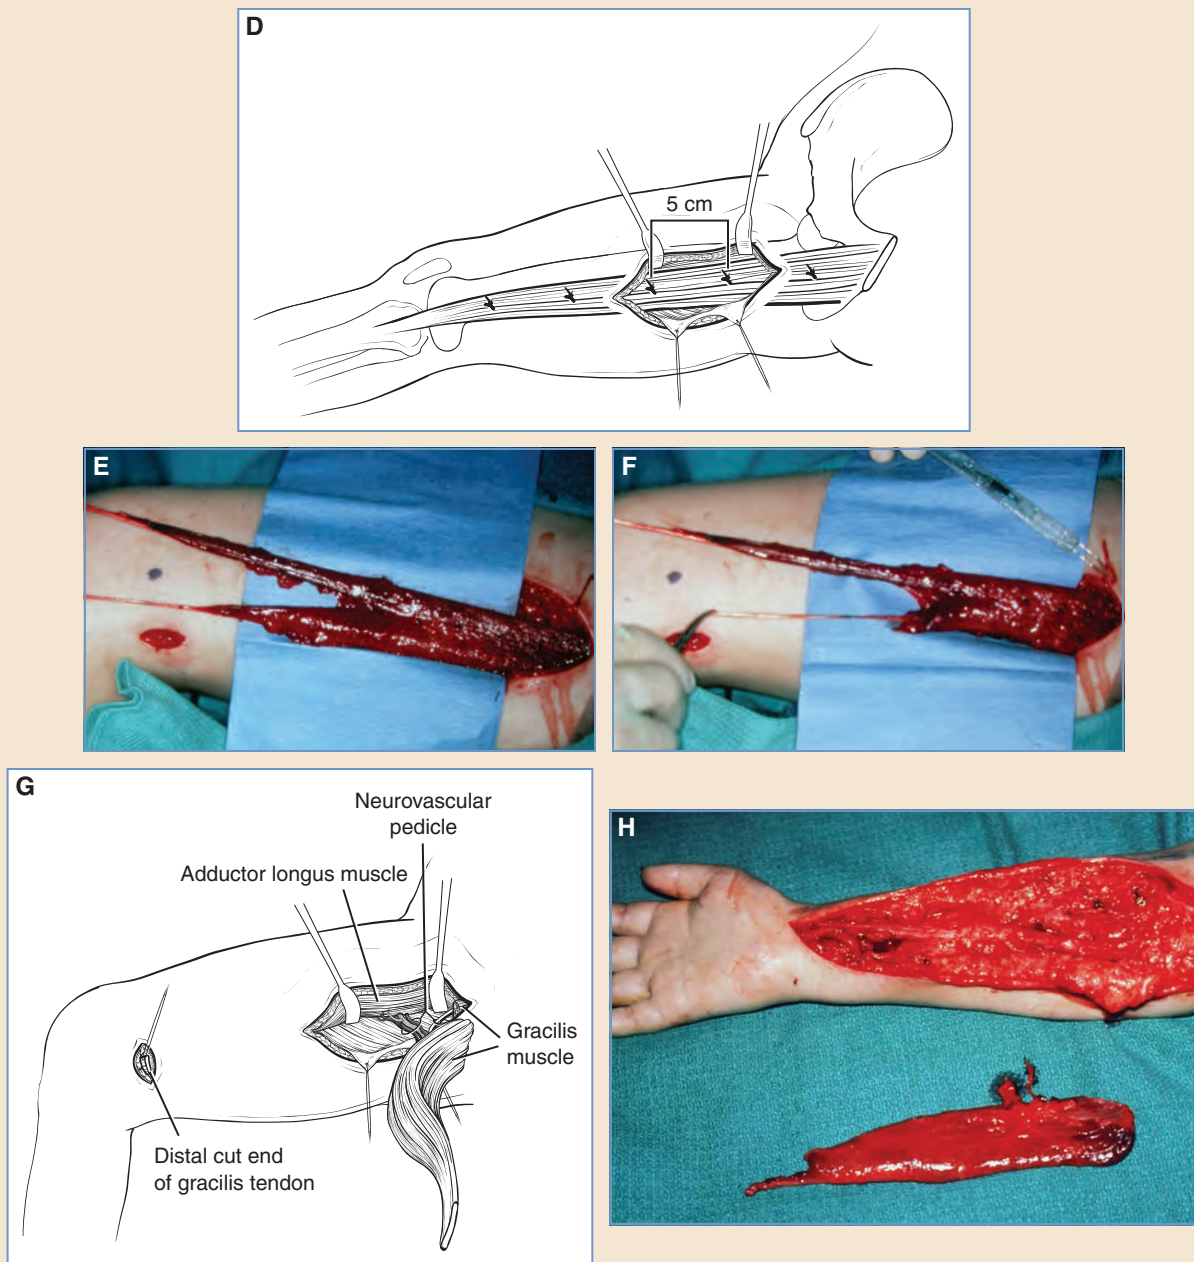 D
5 cm
E
F
G
Neurovascular
pedicle
Adductor longus muscle
Gracilis
muscle
Distal cut end
of gracilis tendon
H